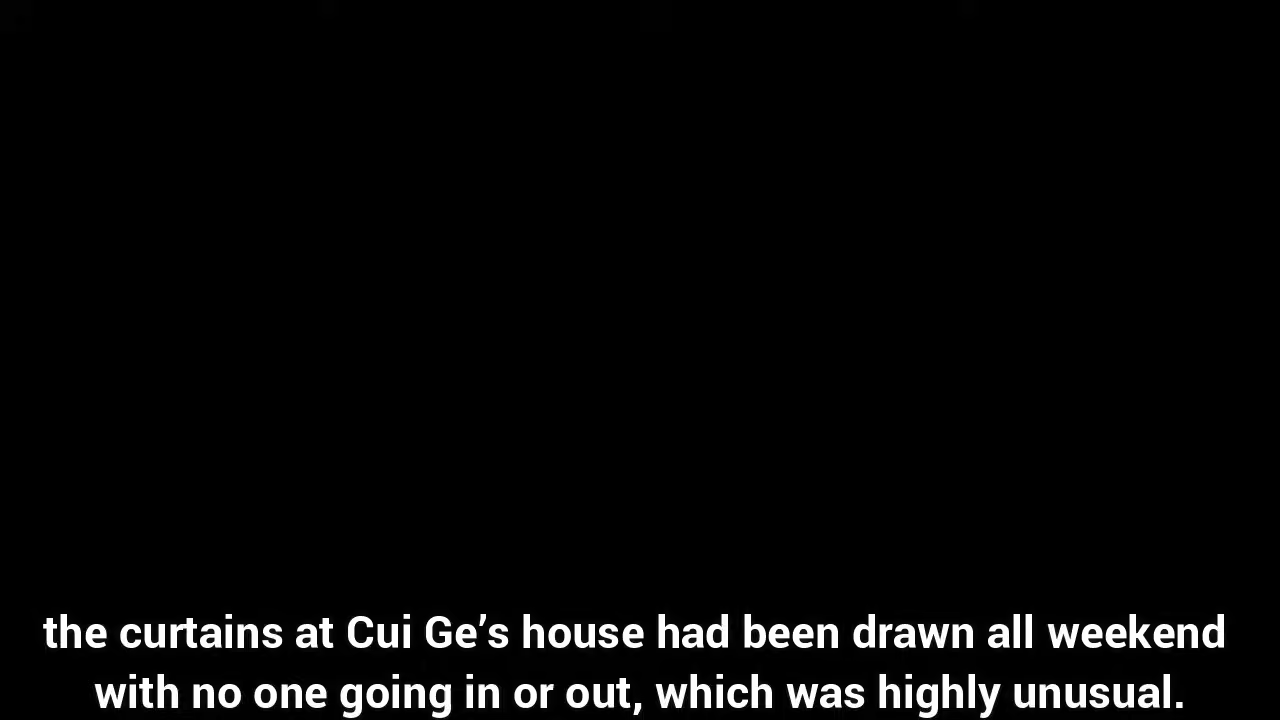 the curtains at Cui Ge’s house had been drawn all weekend
with no one going in or out, which was highly unusual.